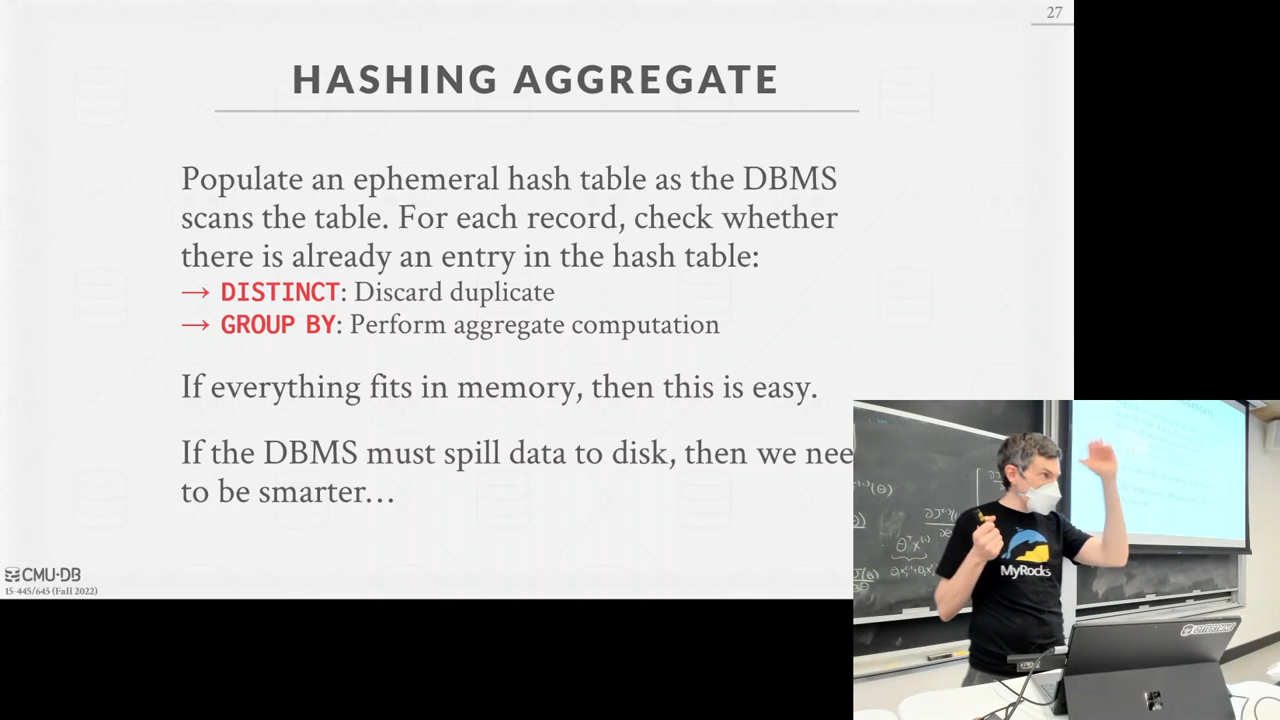 27
HASHING AGGREGATE
Populate an ephemeral hash table as the DBMS
scans the table. For each record, check whether
there is already an entry in the hash table:
→ DISTINCT: Discard duplicate
→ GROUP BY: Perform aggregate computation
If everything fits in memory, then this is easy.
If the DBMS must spill data to disk, then we nee
to be smarter…
CMU·DB
15-445/645 (Fall 2022)
MyRocks